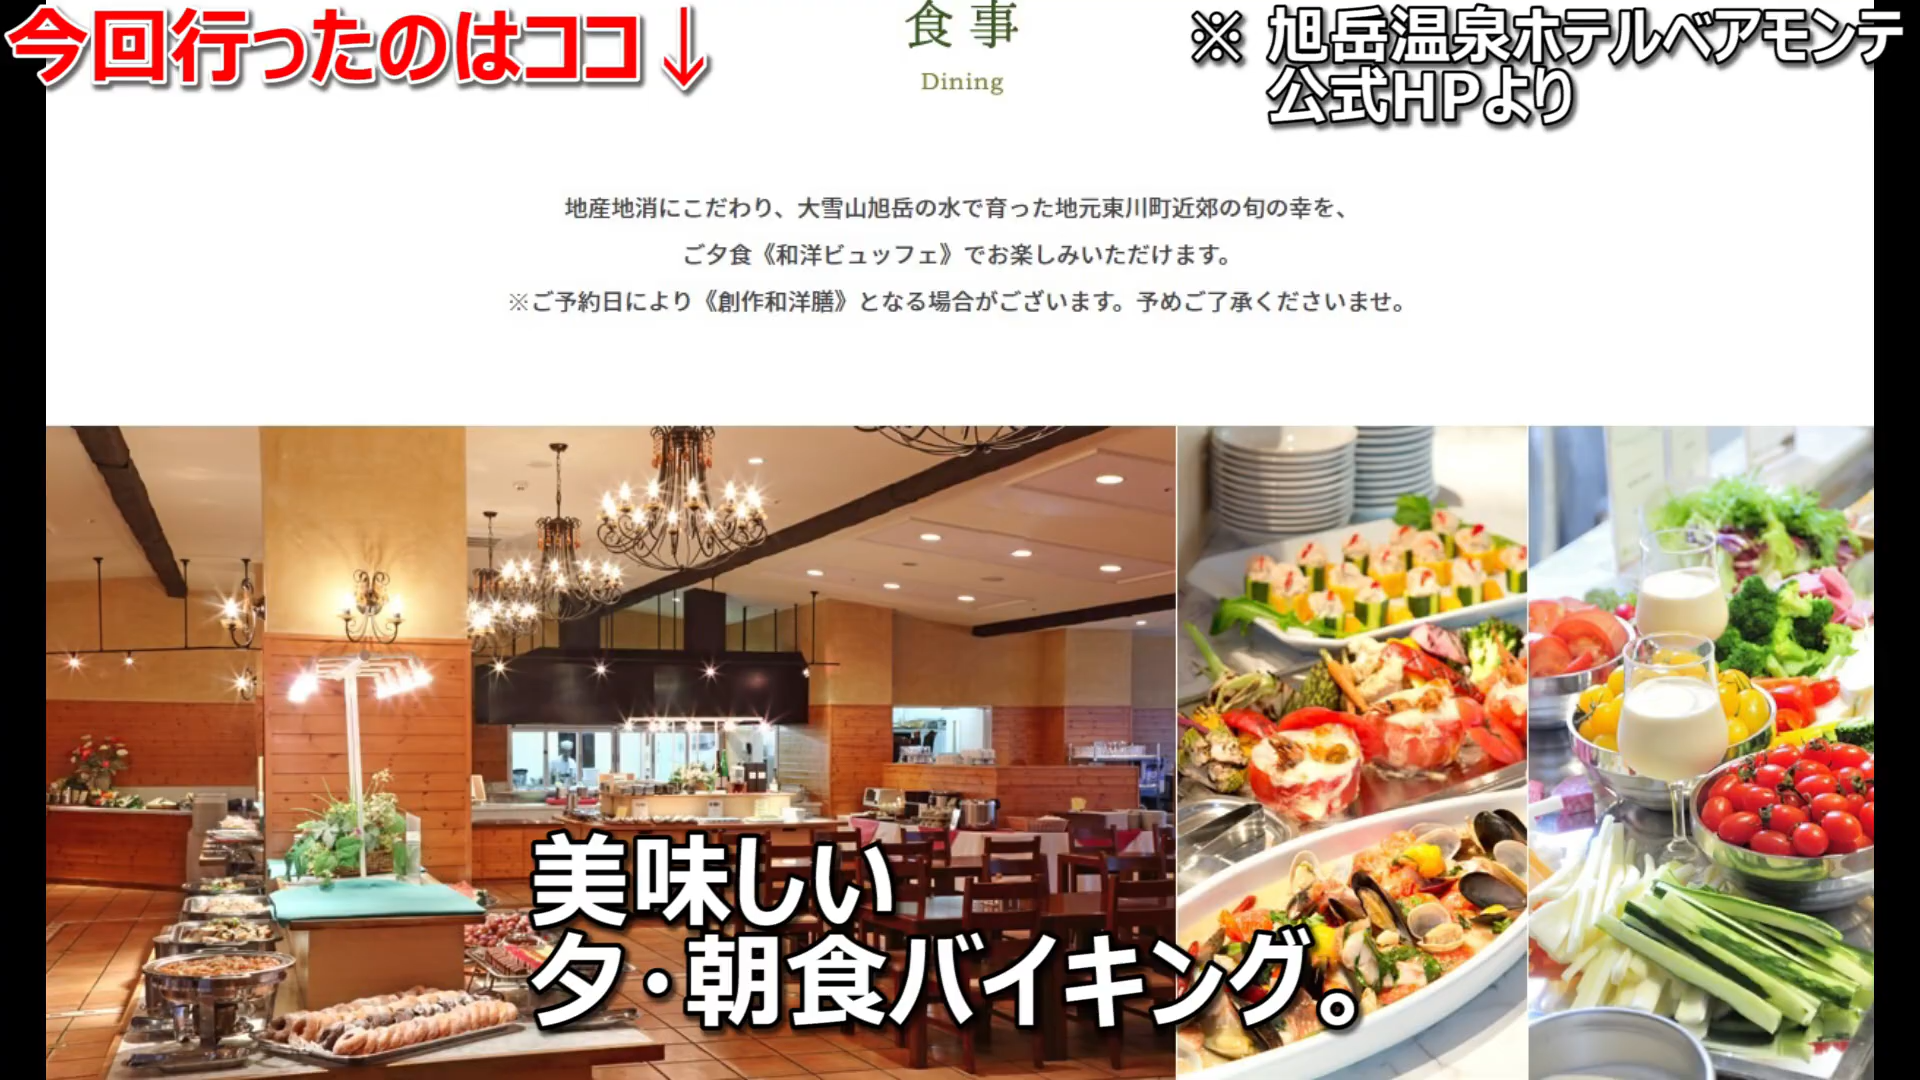 今回行ったのはココ↓
食事
Dining
※ 旭岳温泉ホテルベアモンテ
公式HPより
地産地消にこだわり、大雪山旭岳の水で育った地元東川町近郊の旬の幸を、
ご夕食《和洋ビュッフェ》でお楽しみいただけます。
※ご予約日により《創作和洋膳》となる場合がございます。予めご了承くださいませ。
美味しい
夕・朝食バイキング。